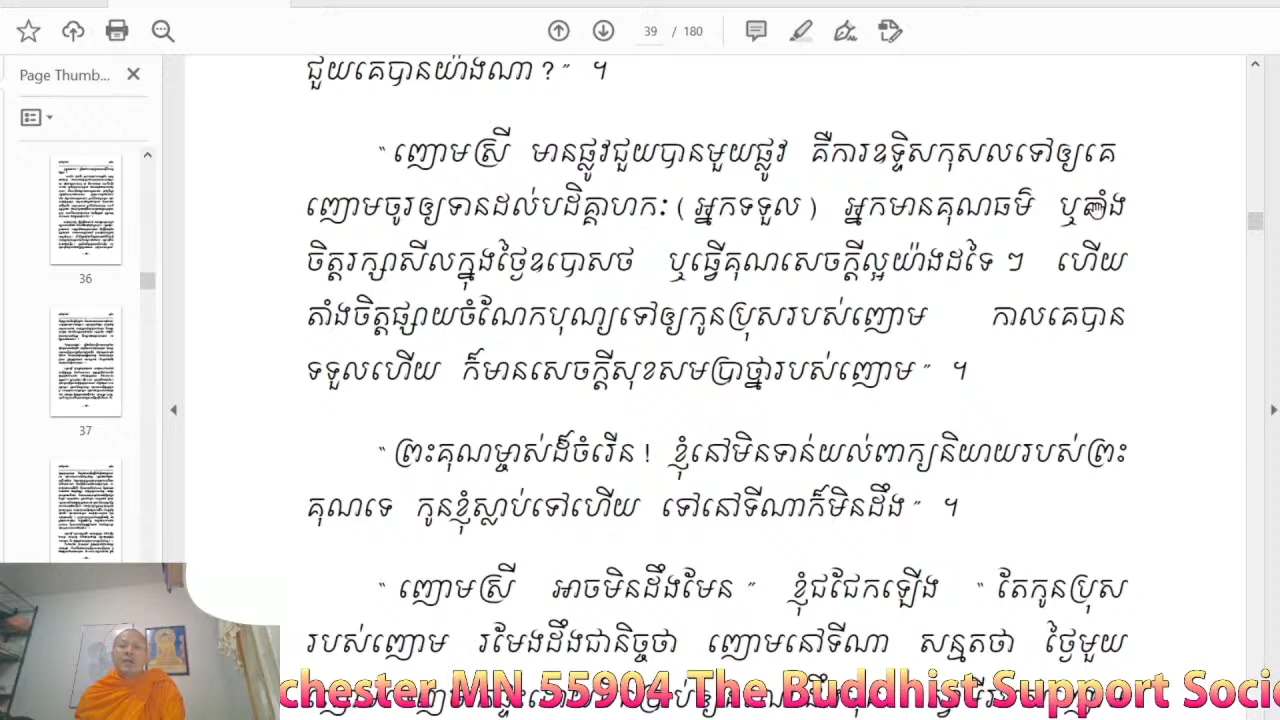 39 / 180
ជួយគេបានយ៉ាងណា ? ” ។
Page Thumb...
“ ញោមស្រី មានផ្លូវជួយបានមួយផ្លូវ គឺការឧទ្ទិសកុសលទៅឲ្យគេ
ញោមចូរឲ្យទានដល់បដិគ្គាហកៈ ( អ្នកទទួល ) អ្នកមានគុណធម៌ ឬតាំង
ចិត្តរក្សាសីលក្នុងថ្ងៃឧបោសថ ឬធ្វើគុណសេចក្ដីល្អយ៉ាងដទៃ ៗ ហើយ
តាំងចិត្តផ្សាយចំណែកបុណ្យទៅឲ្យកូនប្រុសរបស់ញោម កាលគេបាន
ទទួលហើយ ក៏មានសេចក្ដីសុខសមប្រាថ្នារបស់ញោម ” ។
“ ព្រះគុណម្ចាស់ដ៏ចំរើន ! ខ្ញុំនៅមិនទាន់យល់ពាក្យនិយាយរបស់ព្រះ
គុណទេ កូនខ្ញុំស្លាប់ទៅហើយ ទៅនៅទីណាក៏មិនដឹង ” ។
“ ញោមស្រី អាចមិនដឹងមែន ” ខ្ញុំជជែកឡើង “ តែកូនប្រុស
របស់ញោម រមែងដឹងជានិច្ចថា ញោមនៅទីណា សន្មតថា ថ្ងៃមួយ
36
37
chester MN 55904 The Buddhist Support Soci